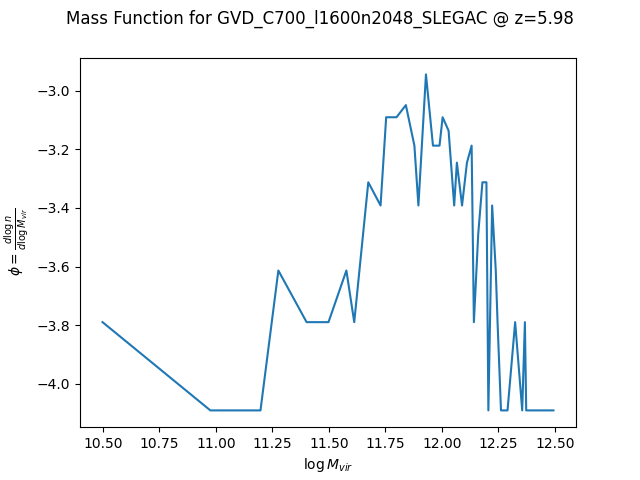 Mass Function for GVD_C700_l1600n2048_SLEGAC @ z=5.98
ϕ = d log n / d log M_vir
−3.0
−3.2
−3.4
−3.6
−3.8
−4.0
10.50 10.75 11.00 11.25 11.50 11.75 12.00 12.25 12.50
log M_vir